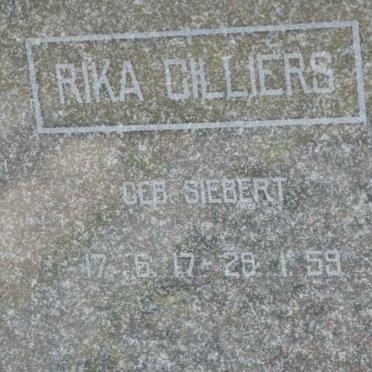 RIKA CILLIERS
GEB SIEBERT
17 6 17 - 28 1 59